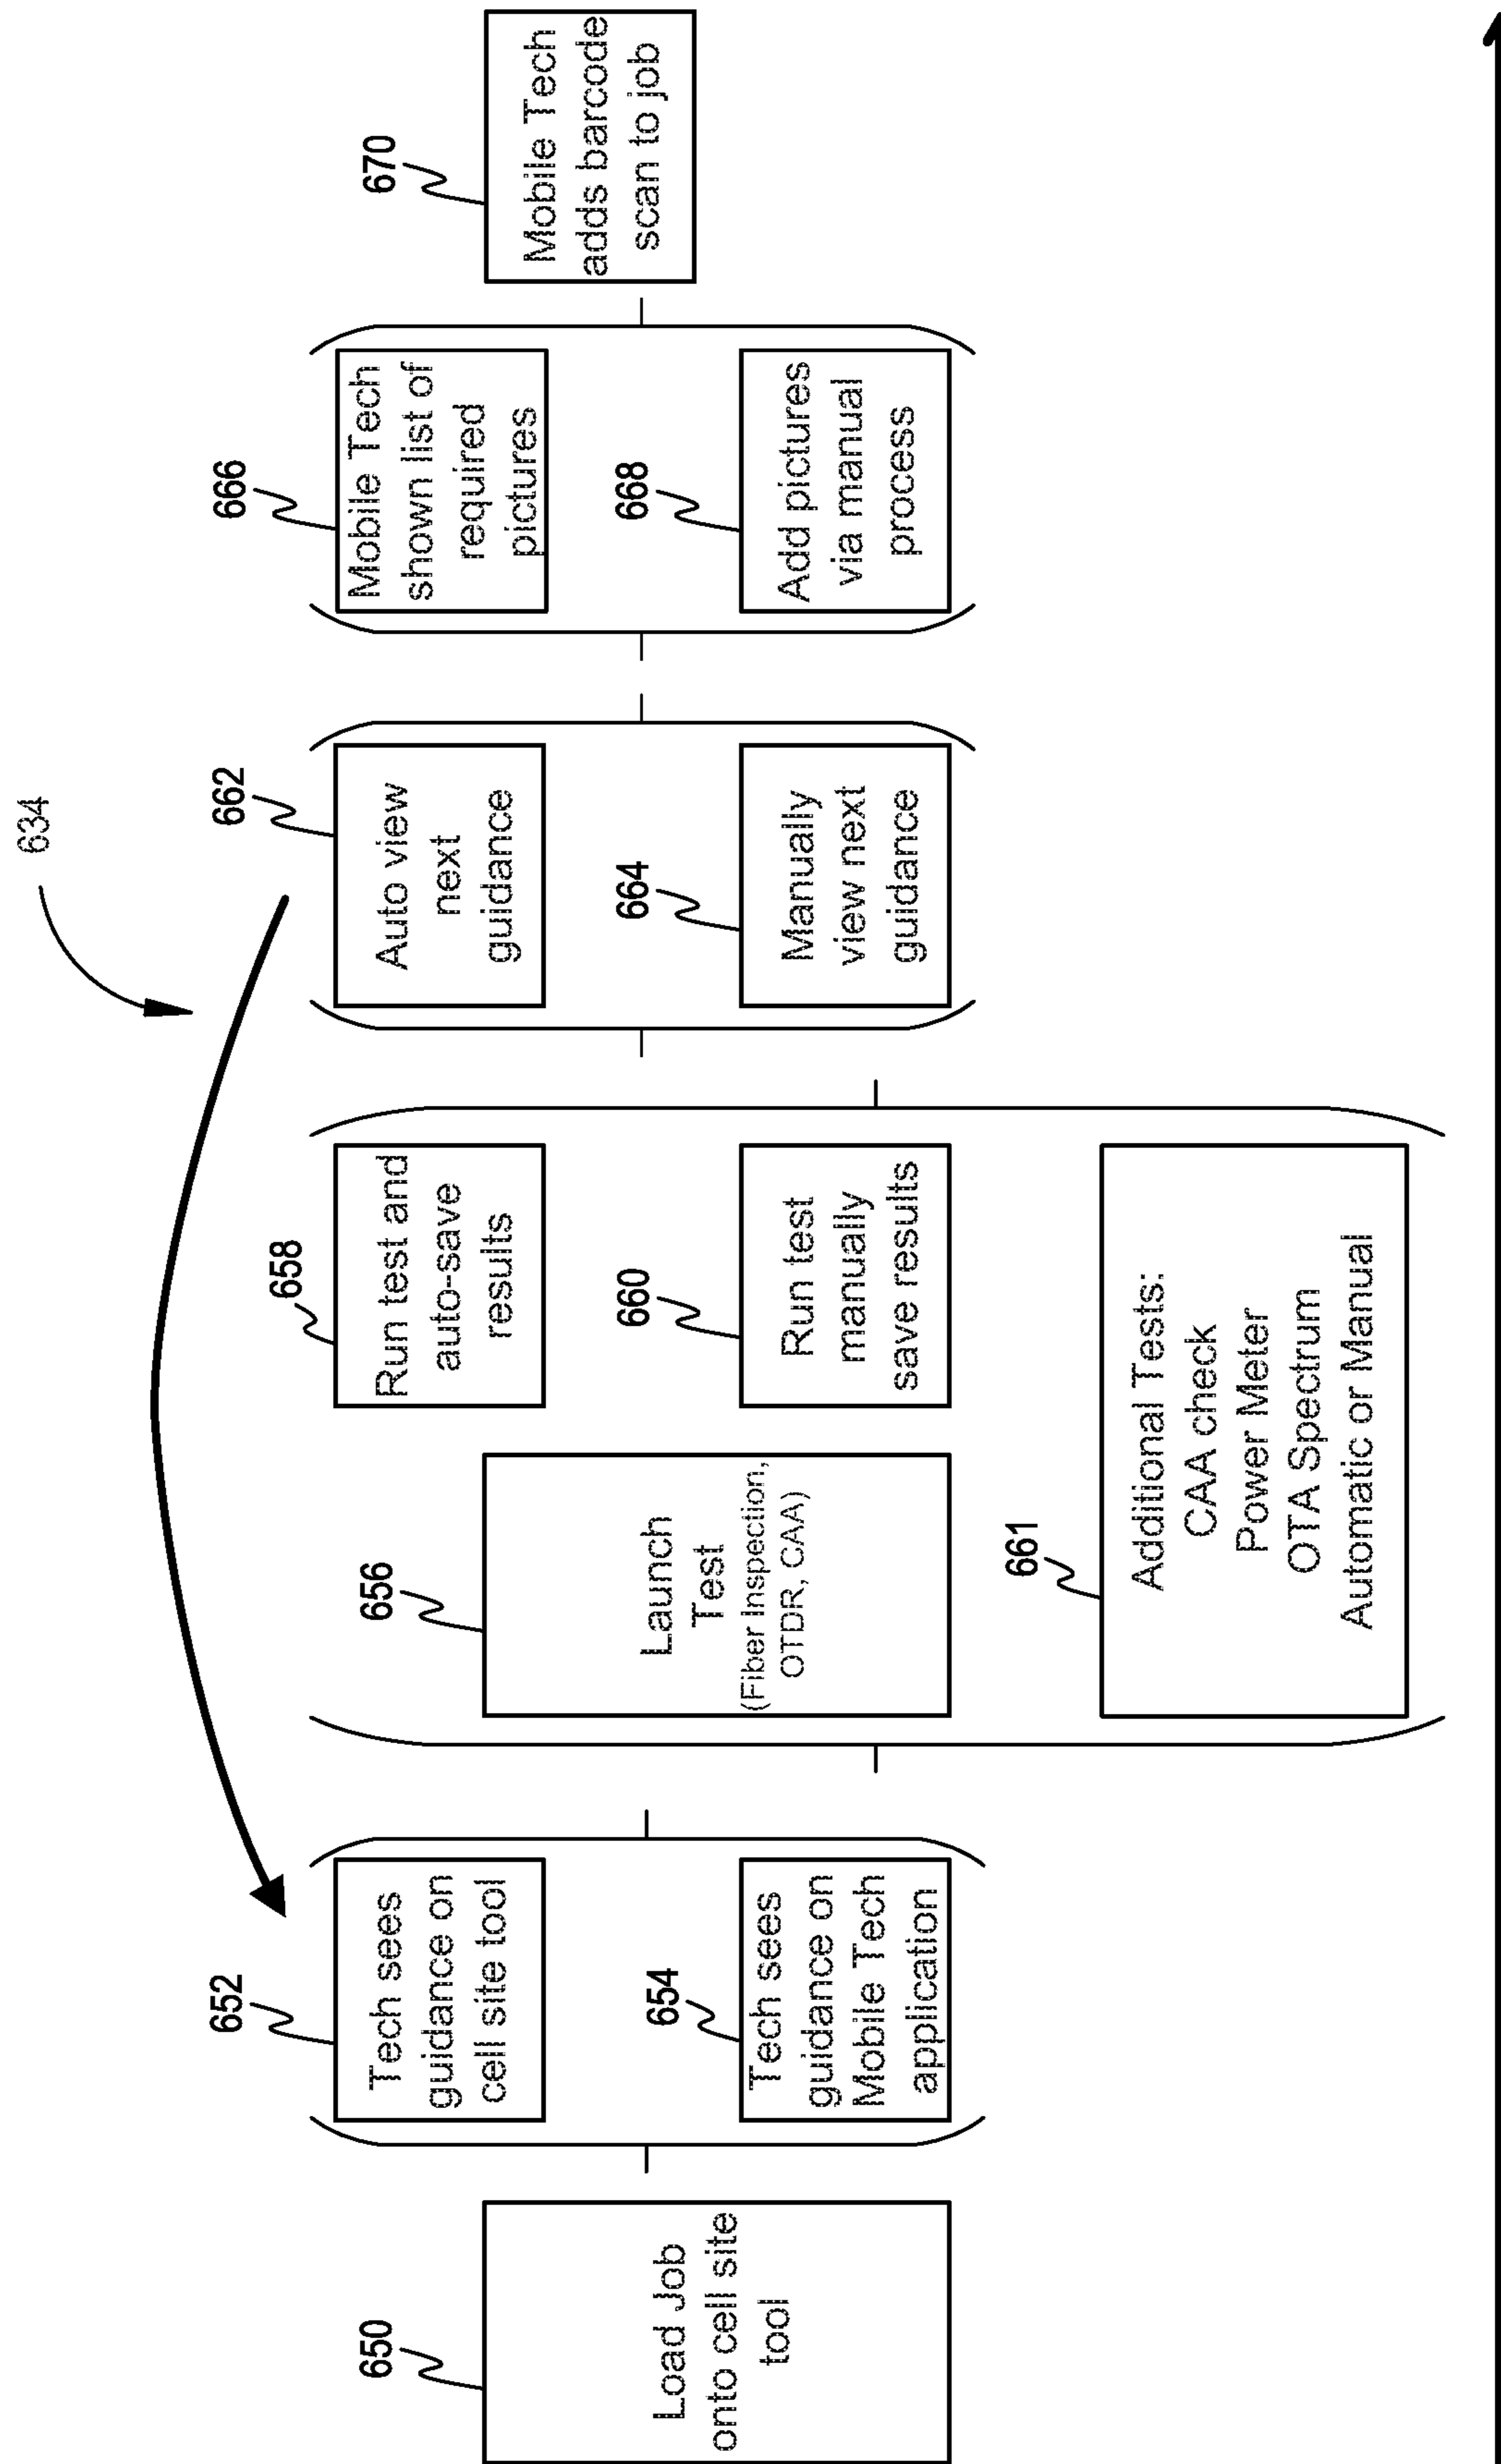 634
650
Load Job
onto cell site
tool
652
Tech sees
guidance on
cell site tool
654
Tech sees
guidance on
Mobile Tech
application
656
Launch
Test
(Fiber Inspection,
OTDR, CAA)
658
Run test and
auto-save
results
660
Run test
manually
save results
661
Additional Tests:
CAA check
Power Meter
OTA Spectrum
Automatic or Manual
662
Auto view
next
guidance
664
Manually
view next
guidance
666
Mobile Tech
shown list of
required
pictures
668
Add pictures
via manual
process
670
Mobile Tech
adds barcode
scan to job